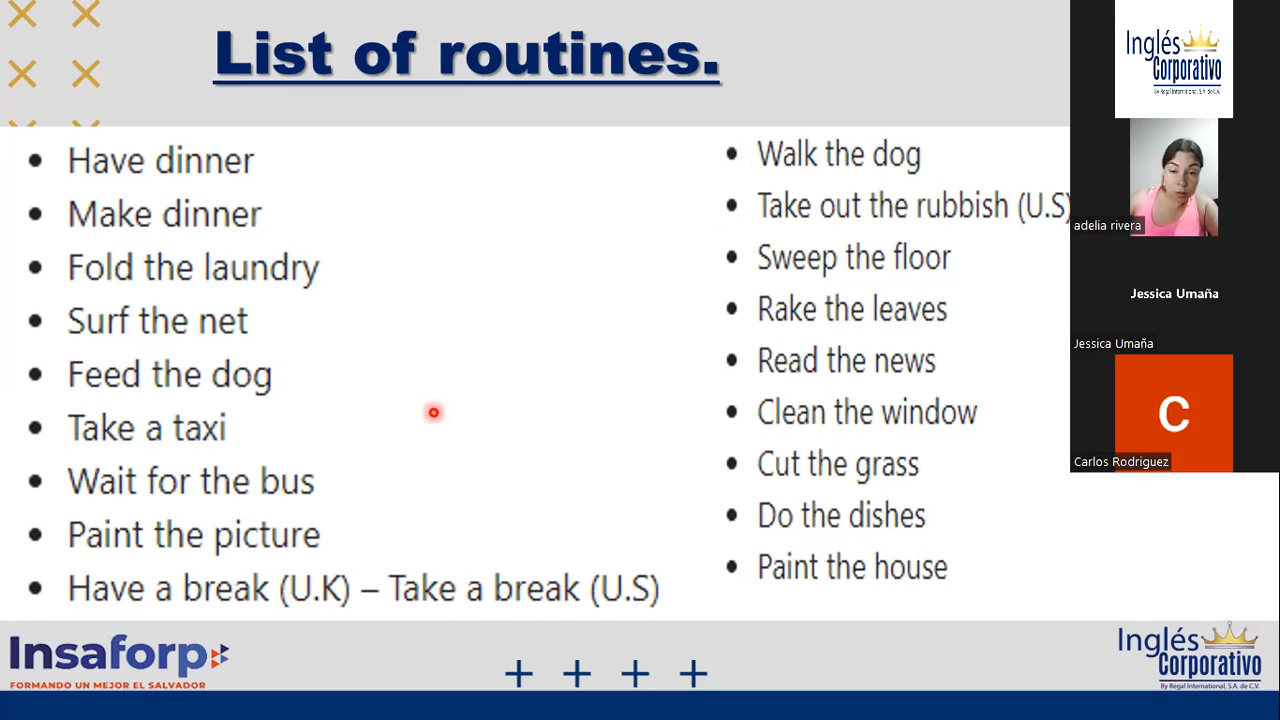 List of routines.
• Have dinner
• Make dinner
• Fold the laundry
• Surf the net
• Feed the dog
• Take a taxi
• Wait for the bus
• Paint the picture
• Have a break (U.K) – Take a break (U.S)
• Walk the dog
• Take out the rubbish (U.S)
• Sweep the floor
• Rake the leaves
• Read the news
• Clean the window
• Cut the grass
• Do the dishes
• Paint the house
Inglés
Corporativo
By Regal International, S.A. de C.V.
adelia rivera
Jessica Umaña
Jessica Umaña
C
Carlos Rodriguez
Insaforp
FORMANDO UN MEJOR EL SALVADOR
Inglés
Corporativo
By Regal International, S.A. de C.V.